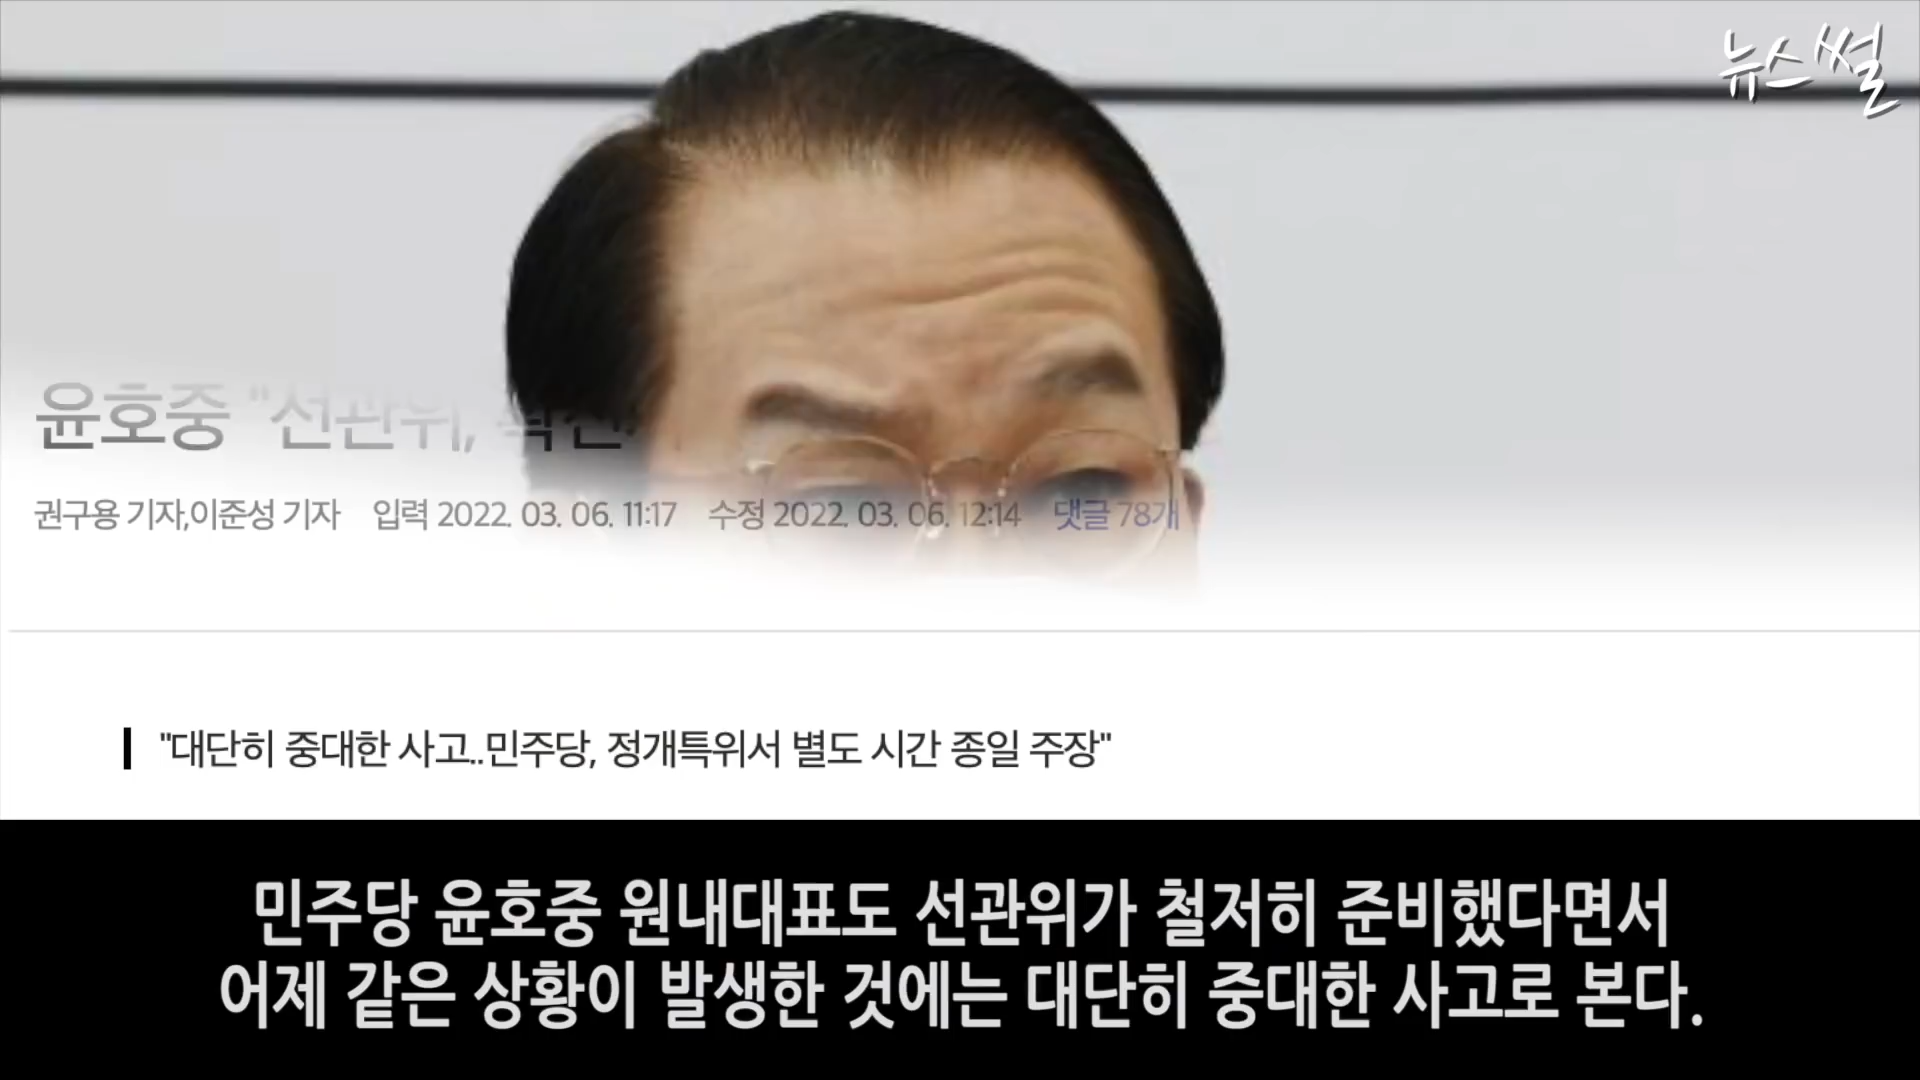 뉴스썰
윤호중 "선관위, 확진
권구용 기자,이준성 기자 입력 2022. 03. 06. 11:17 수정 2022. 03. 06. 12:14 댓글 78개
"대단히 중대한 사고..민주당, 정개특위서 별도 시간 종일 주장"
민주당 윤호중 원내대표도 선관위가 철저히 준비했다면서
어제 같은 상황이 발생한 것에는 대단히 중대한 사고로 본다.